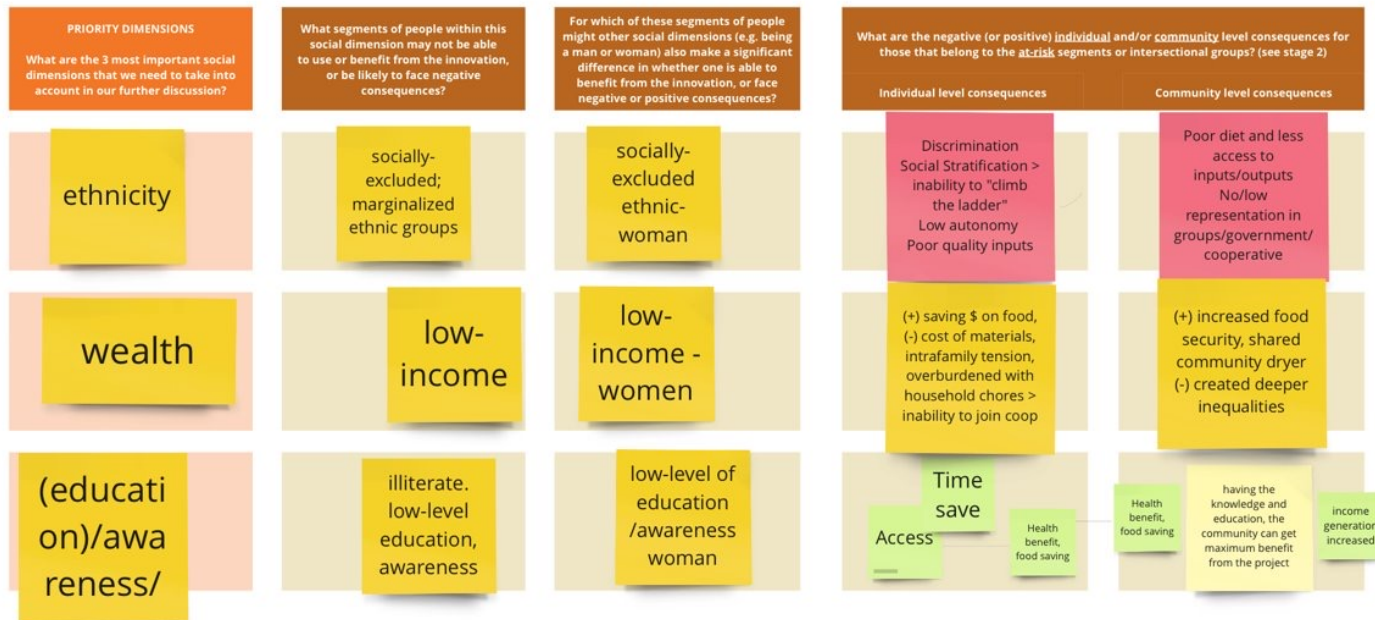 PRIORITY DIMENSIONS
What are the 3 most important social
dimensions that we need to take into
account in our further discussion?
What segments of people within this
social dimension may not be able
to use or benefit from the innovation,
or be likely to face negative
consequences?
For which of these segments of people
might other social dimensions (e.g. being
a man or woman) also make a significant
difference in whether one is able to
benefit from the innovation, or face
negative or positive consequences?
What are the negative (or positive) individual and/or community level consequences for
those that belong to the at-risk segments or intersectional groups? (see stage 2)
Individual level consequences
Community level consequences
ethnicity
socially-
excluded;
marginalized
ethnic groups
socially-
excluded
ethnic-
woman
Discrimination
Social Stratification >
inability to "climb
the ladder"
Low autonomy
Poor quality inputs
Poor diet and less
access to
inputs/outputs
No/low
representation in
groups/government/
cooperative
wealth
low-
income
low-
income -
women
(+) saving $ on food,
(-) cost of materials,
intrafamily tension,
overburdened with
household chores >
inability to join coop
(+) increased food
security, shared
community dryer
(-) created deeper
inequalities
(educati
on)/awa
reness/
illiterate.
low-level
education,
awareness
low-level of
education
/awareness
woman
Time
save
Access
Health
benefit,
food saving
Health
benefit,
food saving
having the
knowledge and
education, the
community can get
maximum benefit
from the project
income
generation
increased